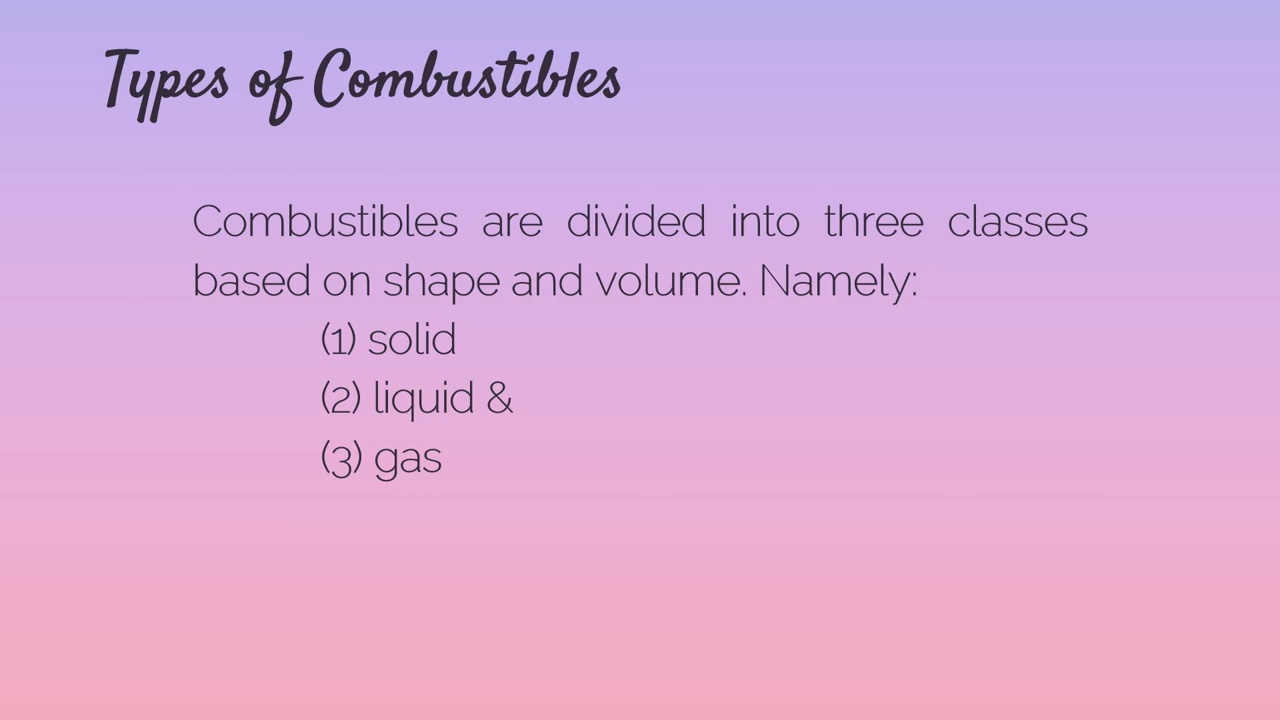 Types of Combustibles
Combustibles are divided into three classes
based on shape and volume. Namely:
(1) solid
(2) liquid &
(3) gas